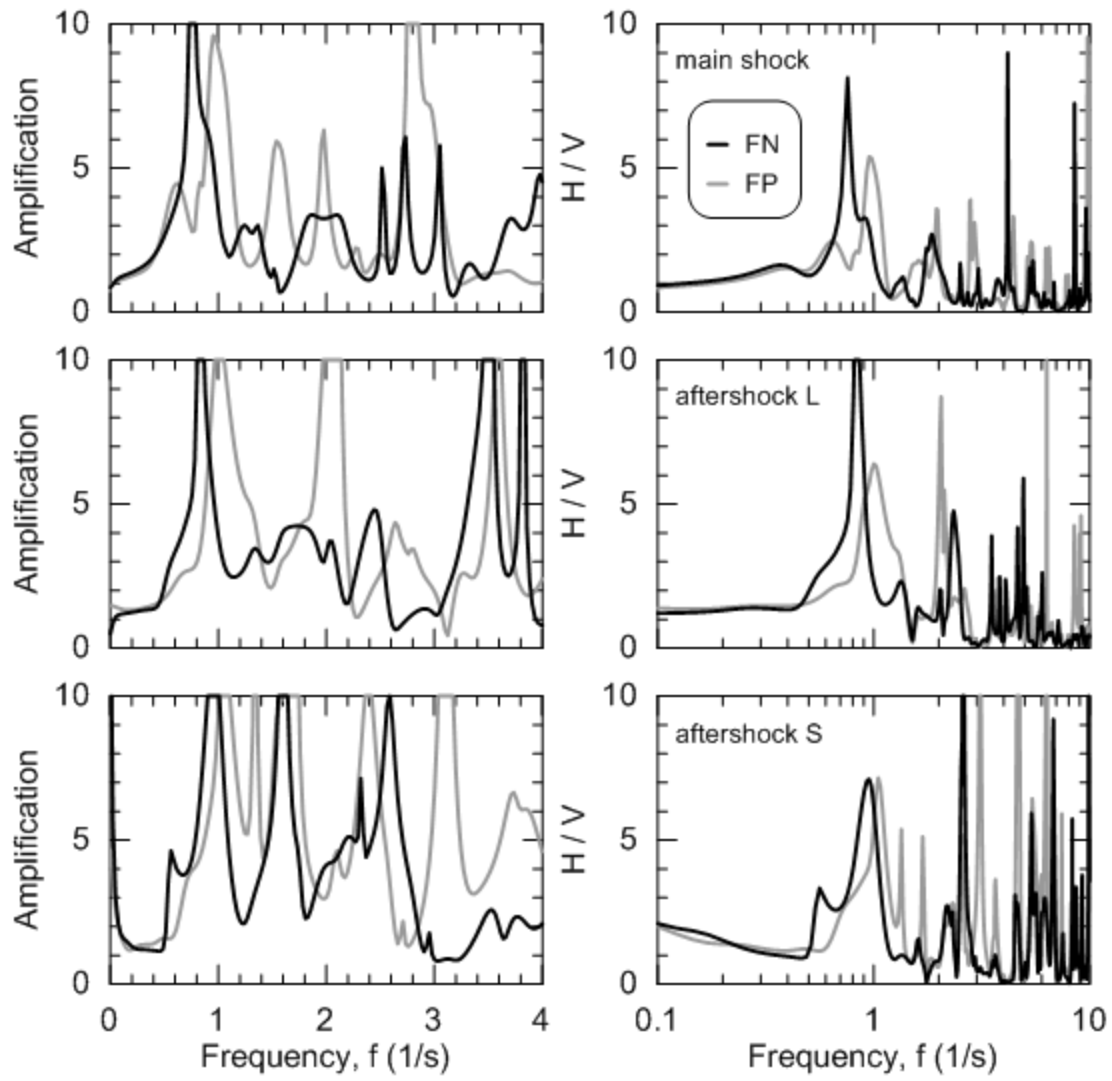 10
5
0
Amplification
10
5
0
H / V
main shock
FN
FP
10
5
0
Amplification
10
5
0
H / V
aftershock L
10
5
0
Amplification
0
1
2
3
4
Frequency, f (1/s)
10
5
0
H / V
aftershock S
0.1
1
10
Frequency, f (1/s)